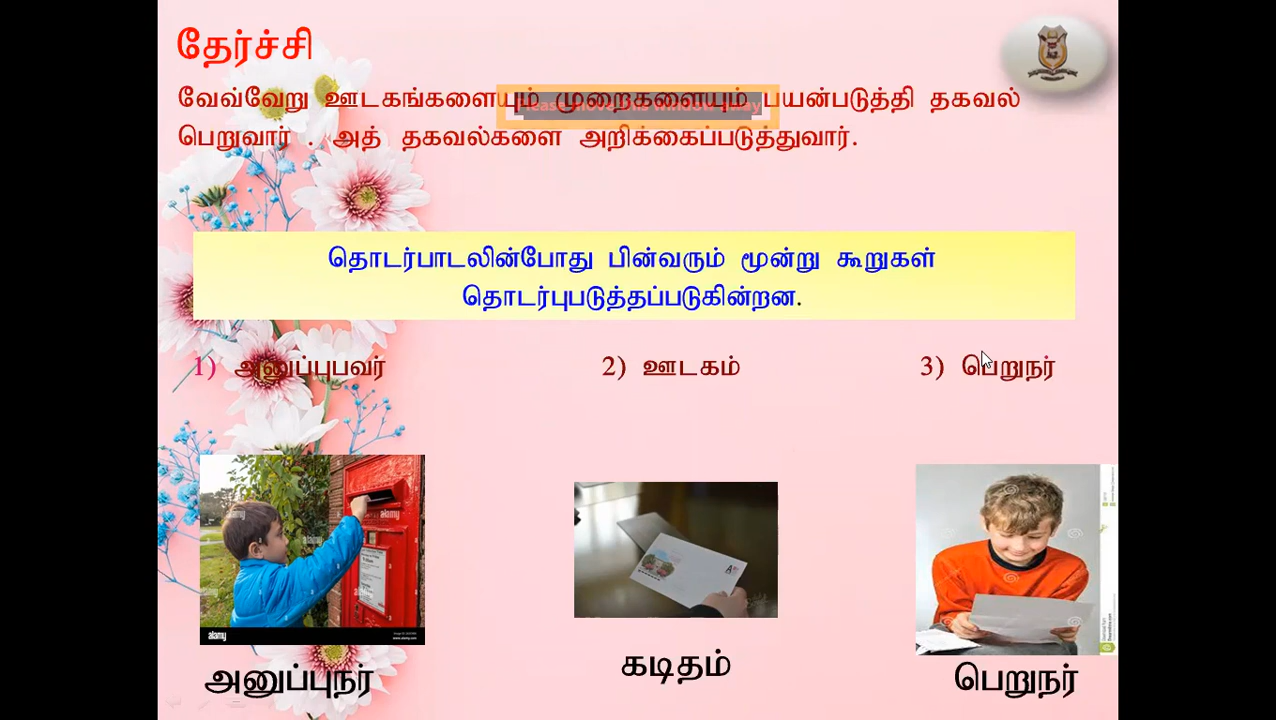 தேர்ச்சி
வேவ்வேறு ஊடகங்களையும் முறைகளையும் பயன்படுத்தி தகவல்
பெறுவார் . அத் தகவல்களை அறிக்கைப்படுத்துவார்.
தொடர்பாடலின்போது பின்வரும் மூன்று கூறுகள்
தொடர்புபடுத்தப்படுகின்றன.
1) அனுப்புபவர் 2) ஊடகம் 3) பெறுநர்
alamy
அனுப்புநர் கடிதம் பெறுநர்